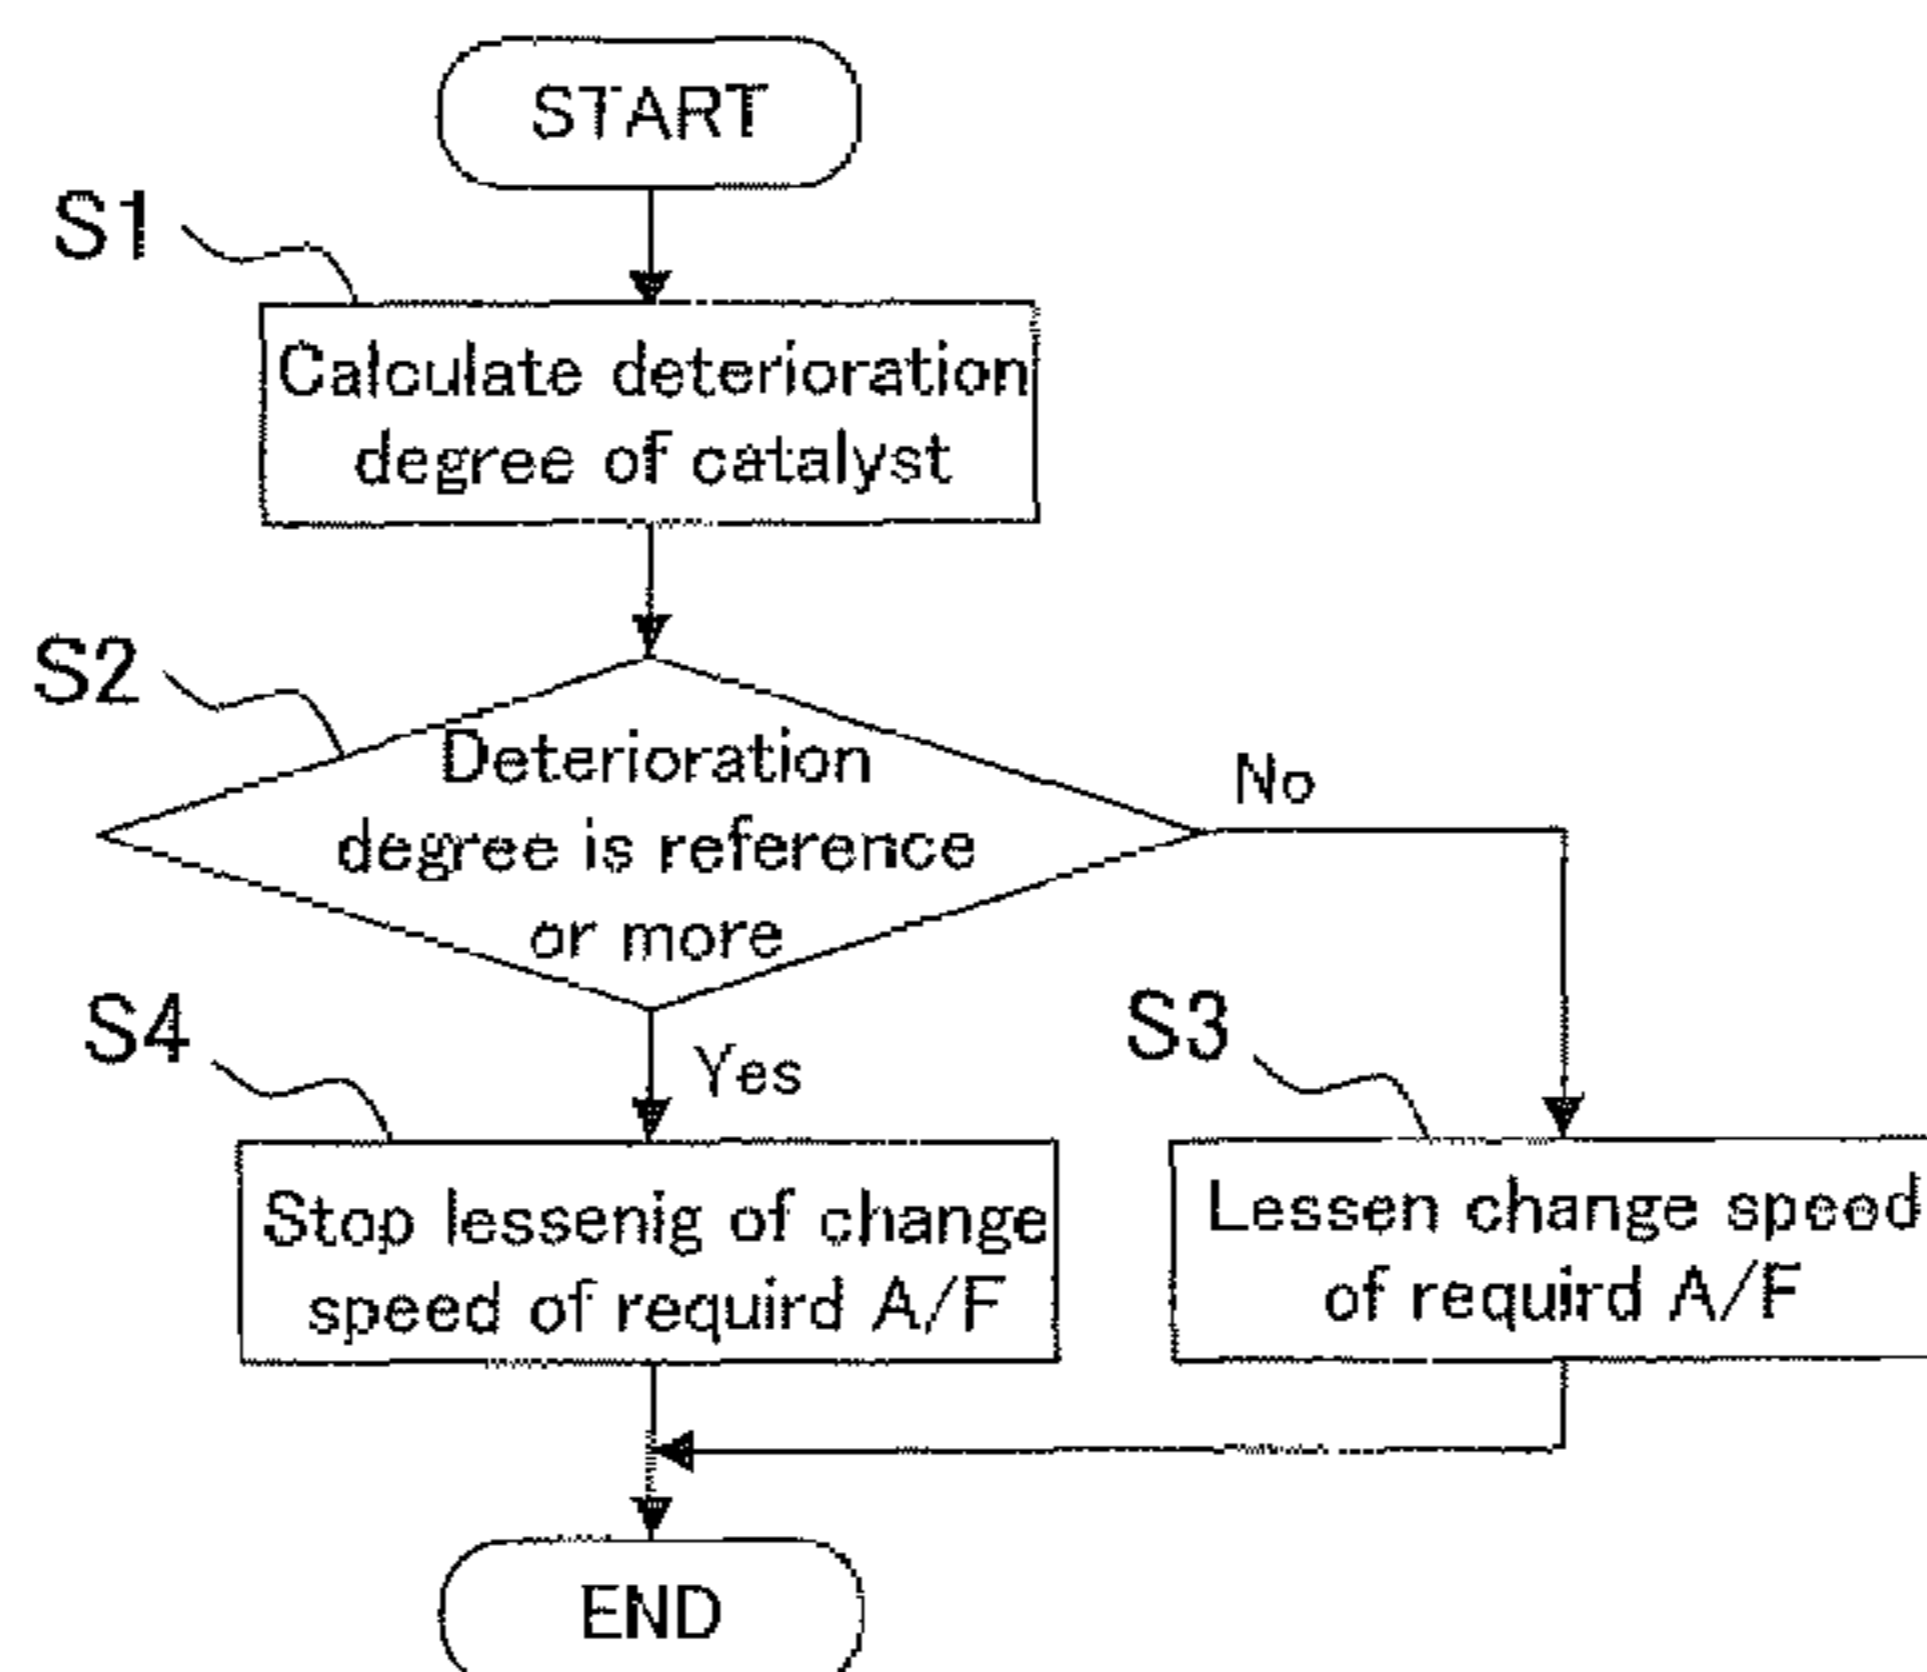 START
S1
Calculate deterioration
degree of catalyst
S2
Deterioration
degree is reference
or more
No
Yes
S4
Stop lessenig of change
speed of requird A/F
S3
Lessen change speed
of requird A/F
END